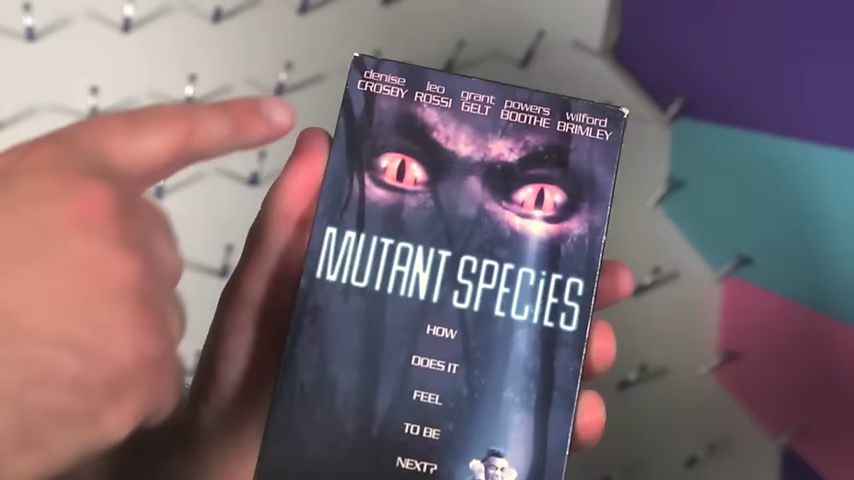 denise leo grant powers wilford
CROSBY ROSSI GELT BOOTHE BRIMLEY
MUTANT SPECiES
HOW
DOES IT
FEEL
TO BE
NEXT?